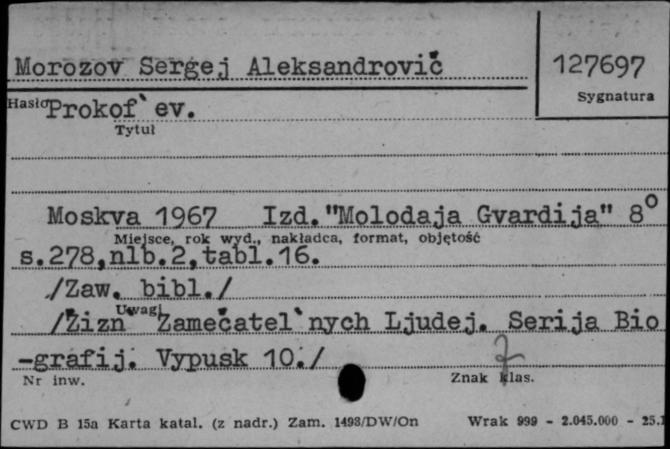 Morozov Sergej Aleksandrovič
127697
Hasło
Sygnatura
Prokof`ev.
Tytuł
Moskva 1967 Izd."Molodaja Gvardija" 8°
Miejsce, rok wyd., nakładca, format, objętość
s.278,nlb.2,tabl.16.
/Zaw. bibl./
Uwagi
/Žizn` Zamečatel`nych Ljudej. Serija Bio
-grafij. Vypusk 10./
Nr inw.
Znak klas.
CWD B 15a Karta katal. (z nadr.) Zam. 1498/DW/On Wrak 999 - 2.045.000 - 25.